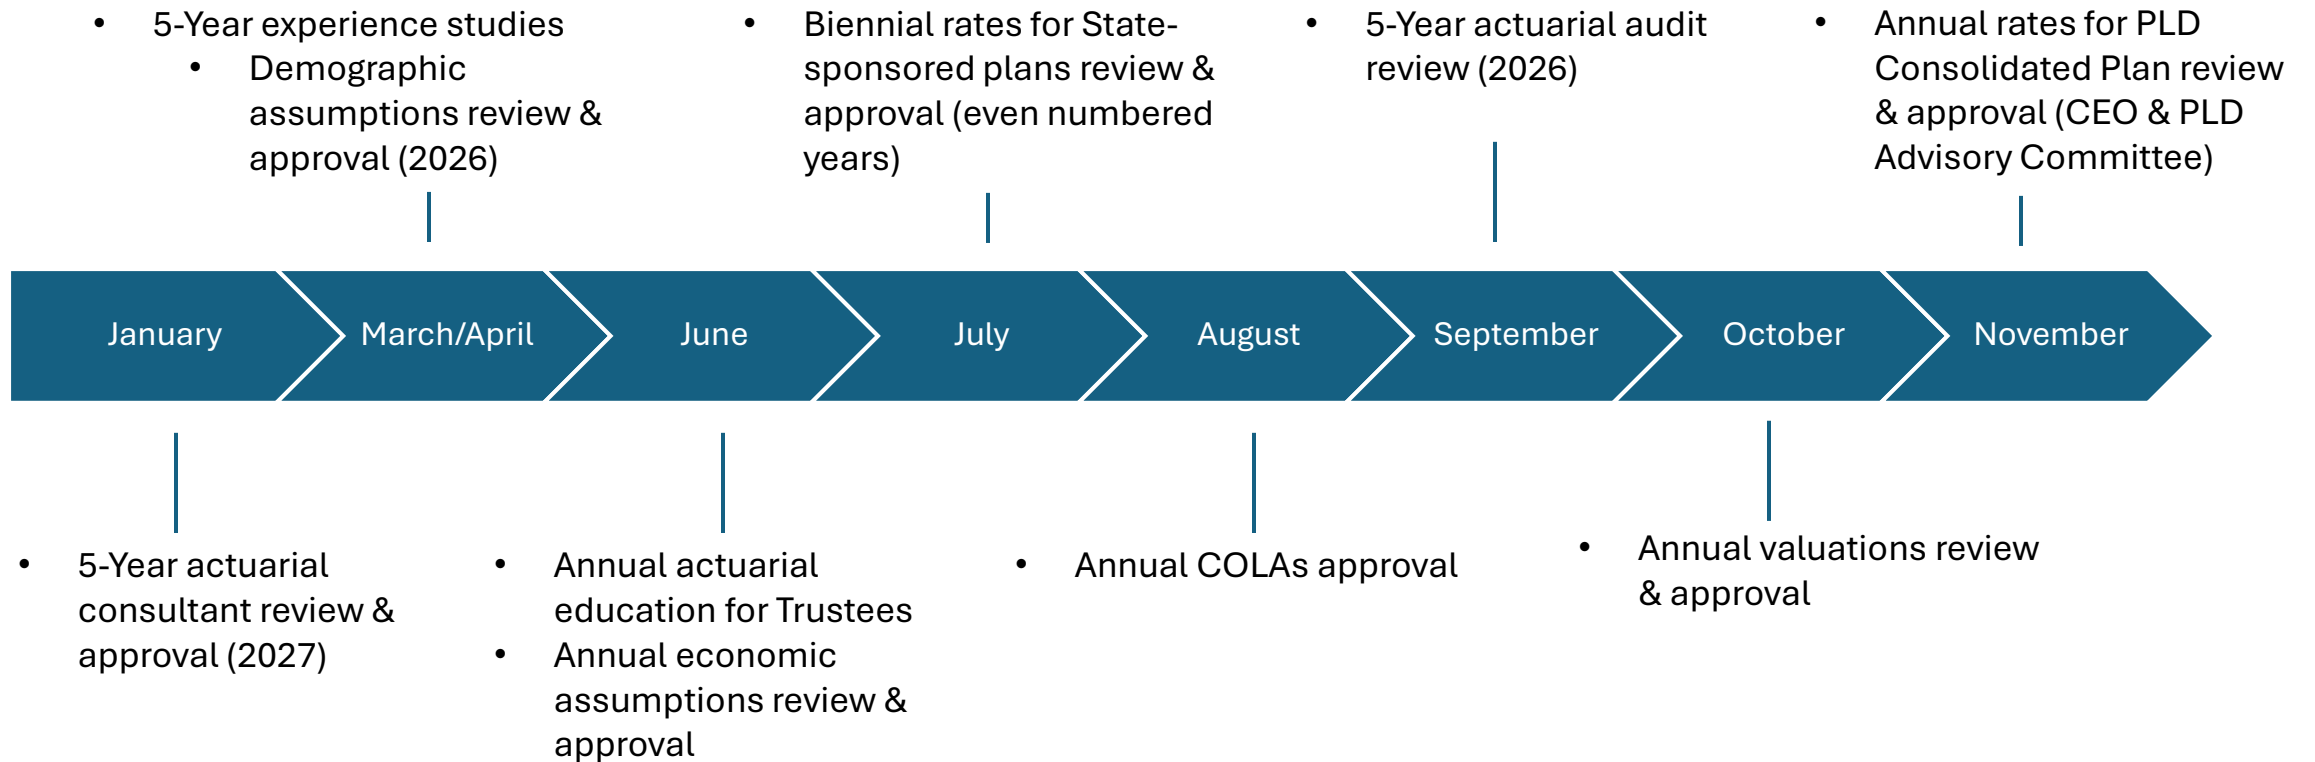 • 5-Year experience studies
• Demographic
assumptions review &
approval (2026)
• Biennial rates for State-
sponsored plans review &
approval (even numbered
years)
• 5-Year actuarial audit
review (2026)
• Annual rates for PLD
Consolidated Plan review
& approval (CEO & PLD
Advisory Committee)
January
March/April
June
July
August
September
October
November
• 5-Year actuarial
consultant review &
approval (2027)
• Annual actuarial
education for Trustees
• Annual economic
assumptions review &
approval
• Annual COLAs approval
• Annual valuations review
& approval